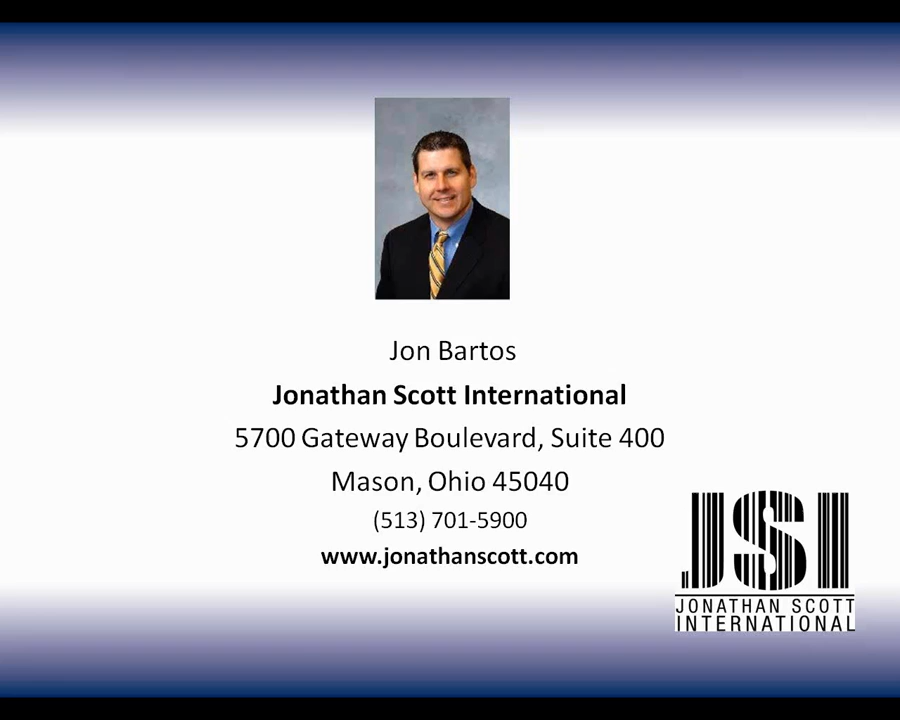 Jon Bartos
Jonathan Scott International
5700 Gateway Boulevard, Suite 400
Mason, Ohio 45040
(513) 701-5900
www.jonathanscott.com
JSI
JONATHAN SCOTT
INTERNATIONAL